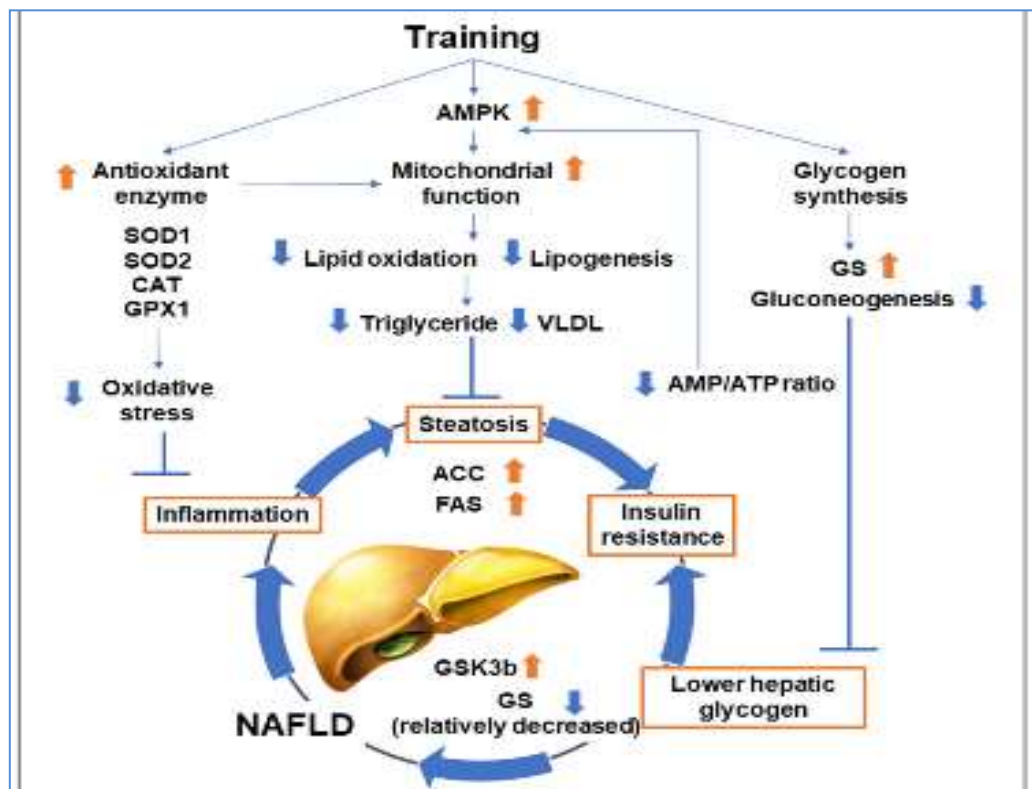 Training
AMPK
Antioxidant
enzyme
Mitochondrial
function
Glycogen
synthesis
SOD1
SOD2
CAT
GPX1
Lipid oxidation
Lipogenesis
GS
Gluconeogenesis
Triglyceride
VLDL
Oxidative
stress
AMP/ATP ratio
Steatosis
ACC
FAS
Inflammation
Insulin
resistance
GSK3b
GS
(relatively decreased)
Lower hepatic
glycogen
NAFLD